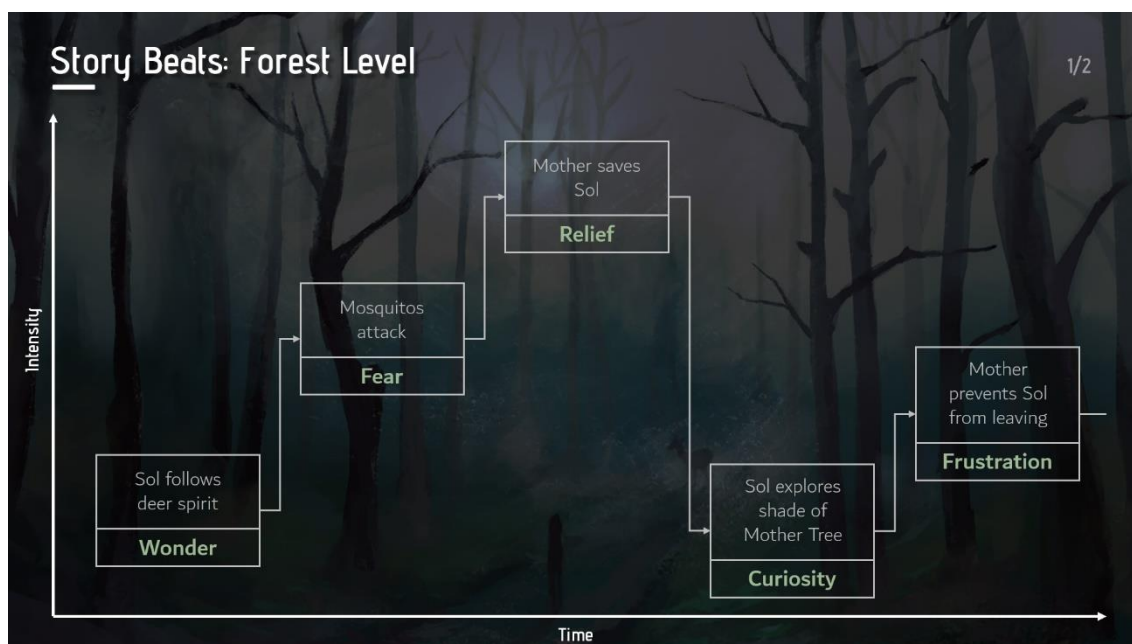 Story Beats: Forest Level
1/2
Intensity
Sol follows
deer spirit
Wonder
Mosquitos
attack
Fear
Mother saves
Sol
Relief
Sol explores
shade of
Mother Tree
Curiosity
Mother
prevents Sol
from leaving
Frustration
Time